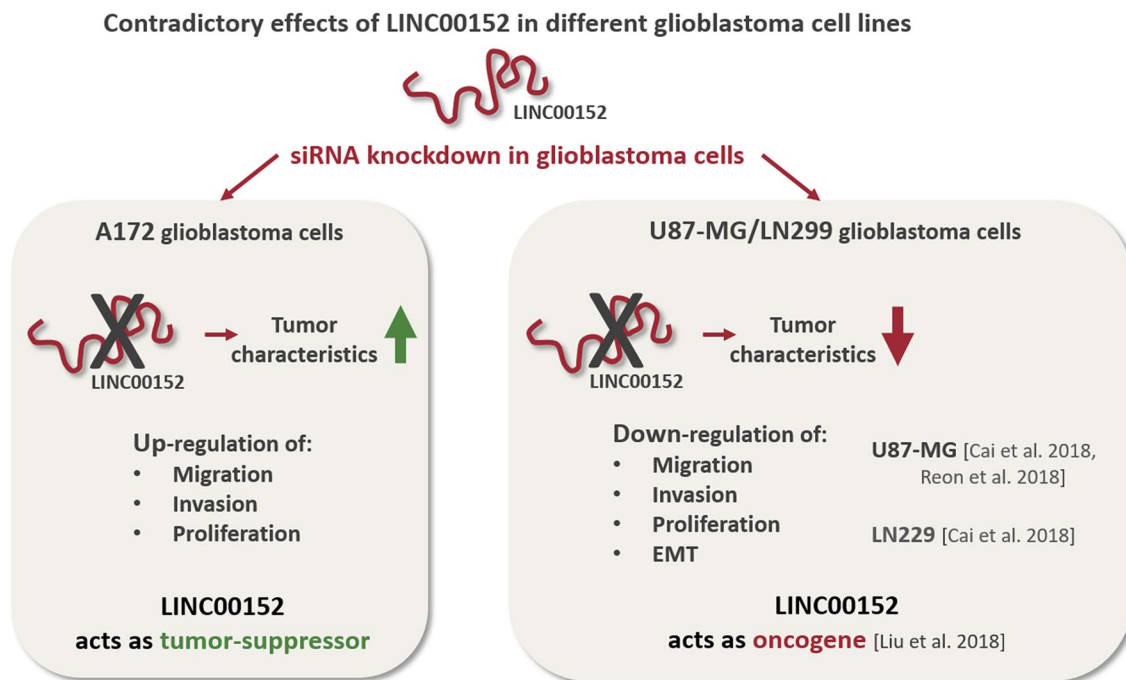 Contradictory effects of LINC00152 in different glioblastoma cell lines
LINC00152
siRNA knockdown in glioblastoma cells
A172 glioblastoma cells
Tumor
characteristics
LINC00152
Up-regulation of:
• Migration
• Invasion
• Proliferation
LINC00152
acts as tumor-suppressor
U87-MG/LN299 glioblastoma cells
Tumor
characteristics
LINC00152
Down-regulation of:
• Migration
• Invasion
• Proliferation
• EMT
U87-MG [Cai et al. 2018,
Reon et al. 2018]
LN229 [Cai et al. 2018]
LINC00152
acts as oncogene [Liu et al. 2018]